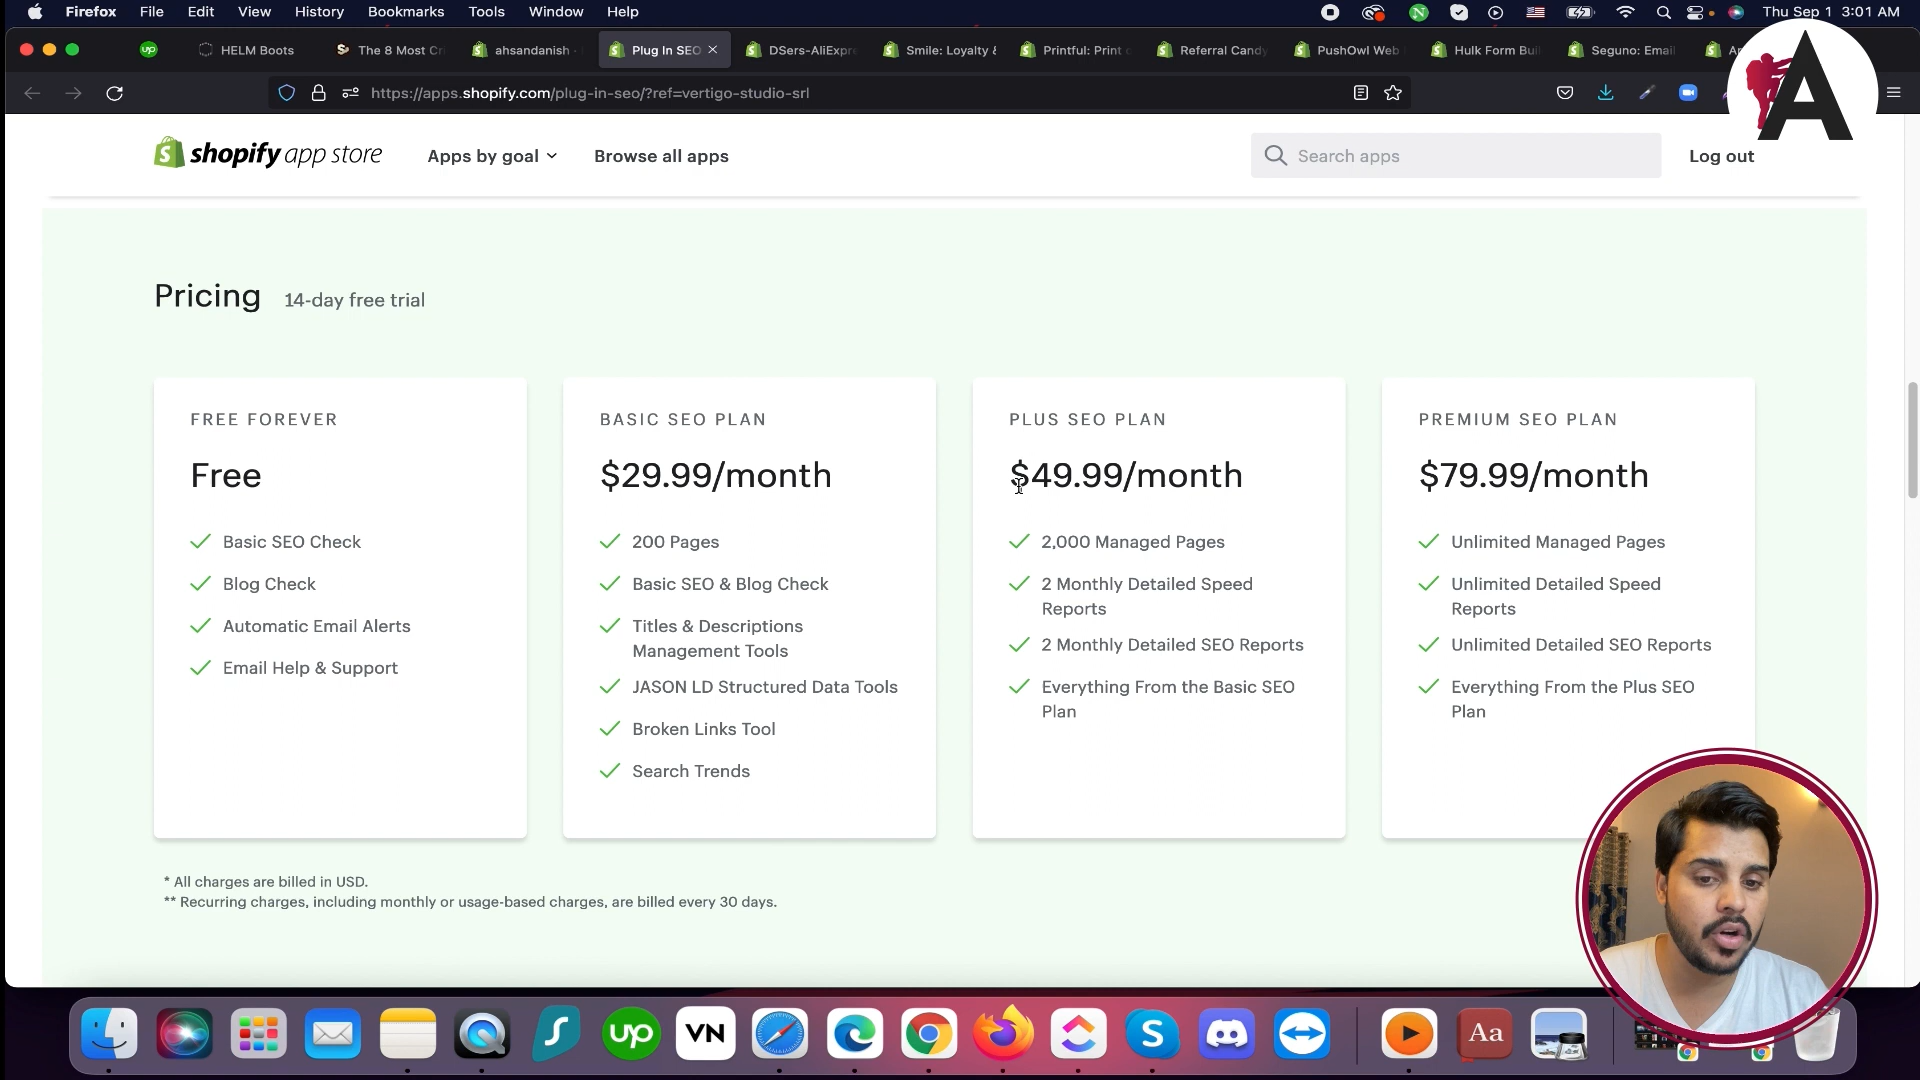 Firefox File Edit View History Bookmarks Tools Window Help Thu Sep 1 3:01 AM
up HELM Boots The 8 Most Cr ahsandanish Plug In SEO DSers-AliExpre Smile: Loyalty & Printful: Print Referral Candy PushOwl Web Hulk Form Bui Seguno: Email
https://apps.shopify.com/plug-in-seo/?ref=vertigo-studio-srl
A
shopify app store Apps by goal Browse all apps Search apps Log out
Pricing 14-day free trial
FREE FOREVER
Free
Basic SEO Check
Blog Check
Automatic Email Alerts
Email Help & Support
BASIC SEO PLAN
$29.99/month
200 Pages
Basic SEO & Blog Check
Titles & Descriptions
Management Tools
JASON LD Structured Data Tools
Broken Links Tool
Search Trends
PLUS SEO PLAN
$49.99/month
2,000 Managed Pages
2 Monthly Detailed Speed
Reports
2 Monthly Detailed SEO Reports
Everything From the Basic SEO
Plan
PREMIUM SEO PLAN
$79.99/month
Unlimited Managed Pages
Unlimited Detailed Speed
Reports
Unlimited Detailed SEO Reports
Everything From the Plus SEO
Plan
* All charges are billed in USD.
** Recurring charges, including monthly or usage-based charges, are billed every 30 days.
up VN S Aa